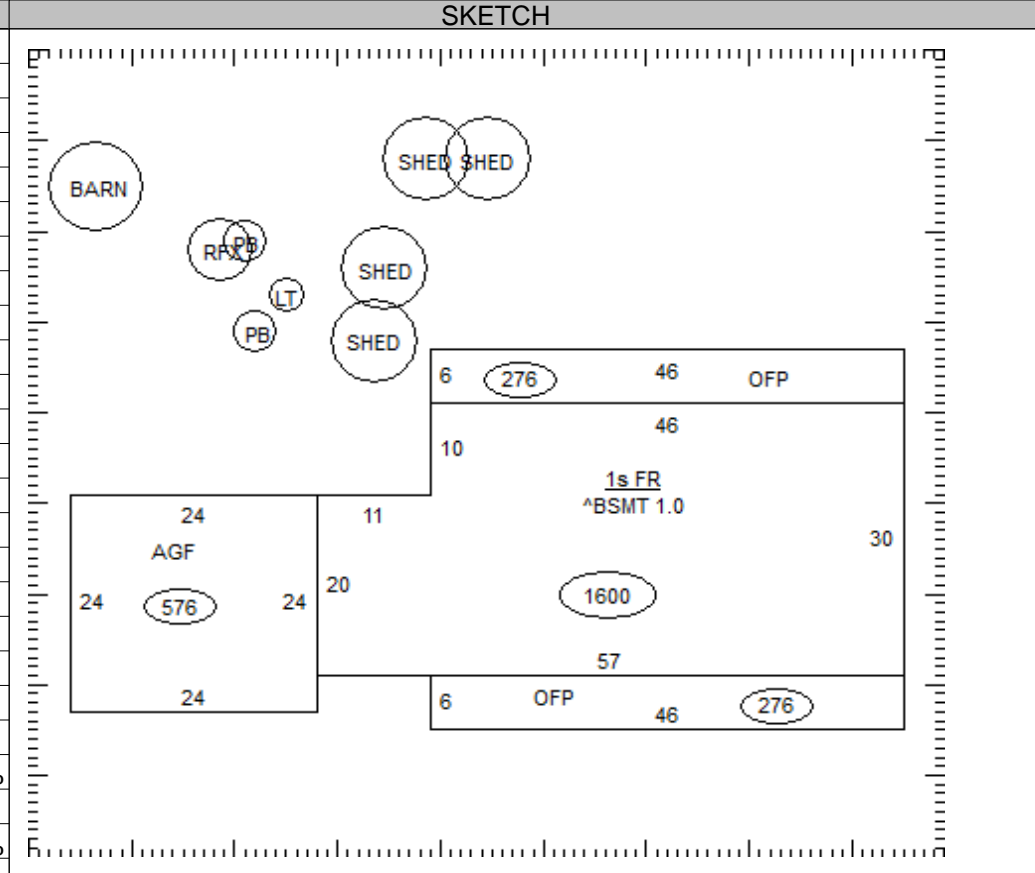 SKETCH
SHED SHED
BARN
RFX PB
SHED
LT
PB
SHED
6 276 46 OFP
46
10
1s FR
^BSMT 1.0
24 11
30
AGF
20
24 576 24 1600
57
24
6 OFP 46 276